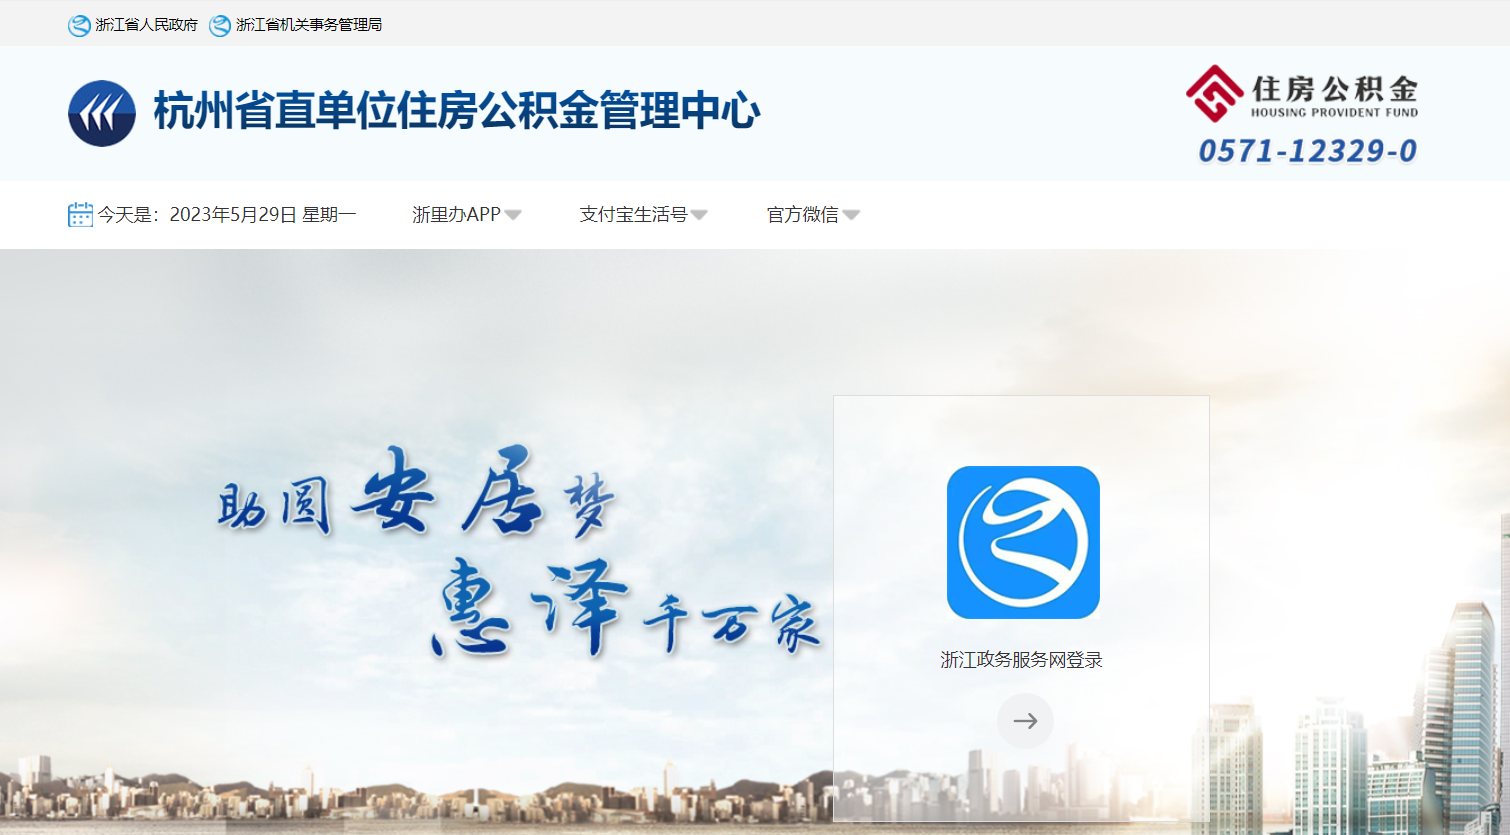 浙江省人民政府 浙江省机关事务管理局
杭州省直单位住房公积金管理中心
住房公积金
HOUSING PROVIDENT FUND
0571-12329-0
今天是：2023年5月29日 星期一 浙里办APP 支付宝生活号 官方微信
助圆安居梦
惠泽千万家
浙江政务服务网登录